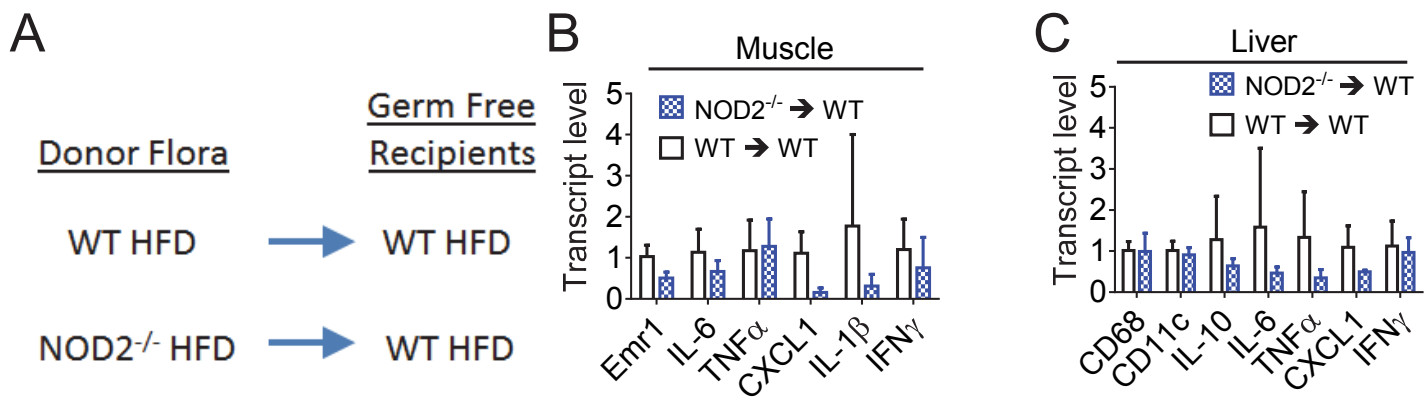 A
Donor Flora
Germ Free
Recipients
WT HFD
WT HFD
NOD2-/- HFD
WT HFD
B
Muscle
Transcript level
5
4
3
2
1
0
NOD2-/- ➔ WT
WT ➔ WT
Emr1
IL-6
TNFα
CXCL1
IL-1β
IFNγ
C
Liver
Transcript level
5
4
3
2
1
0
NOD2-/- ➔ WT
WT ➔ WT
CD68
CD11c
IL-10
IL-6
TNFα
CXCL1
IFNγ